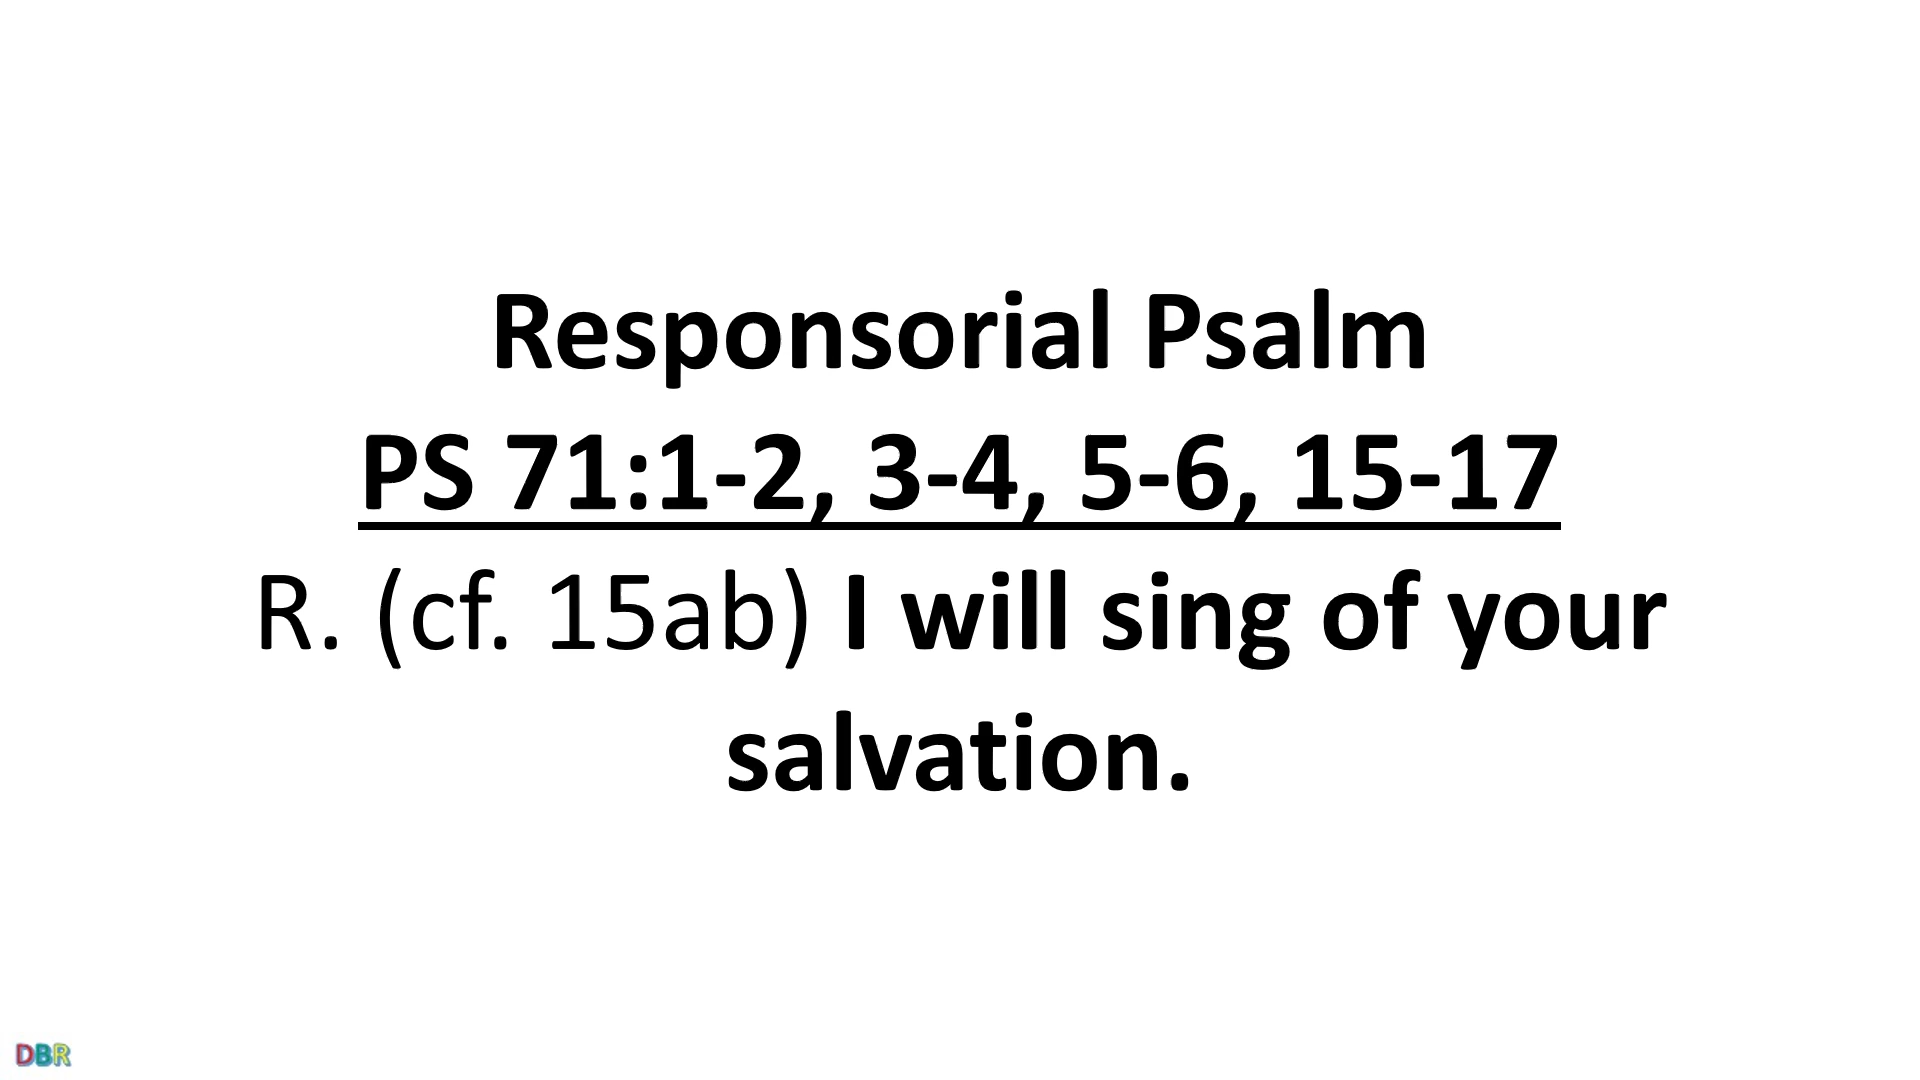 Responsorial Psalm
PS 71:1-2, 3-4, 5-6, 15-17
R. (cf. 15ab) I will sing of your
salvation.
DBR